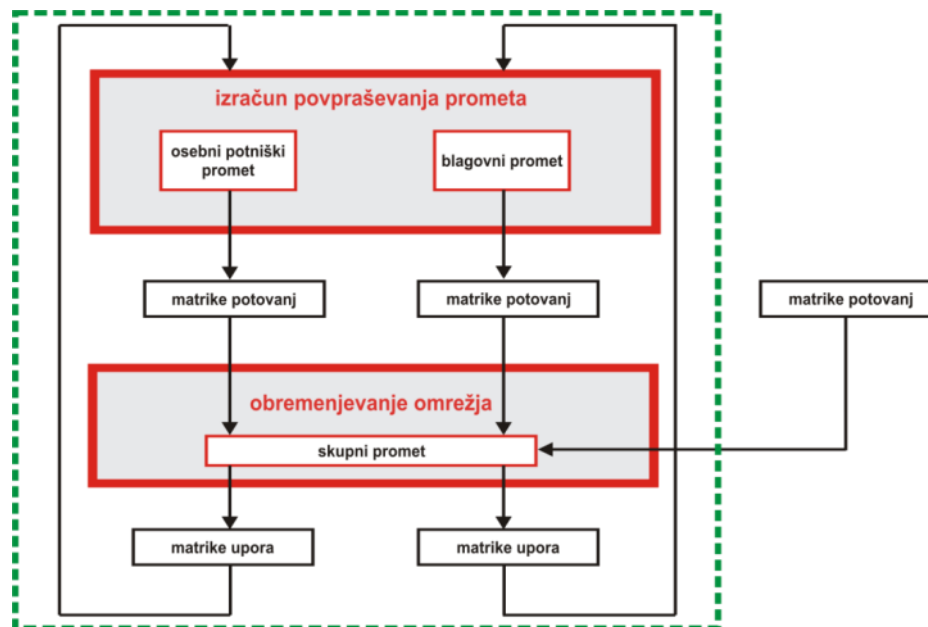 izračun povpraševanja prometa
osebni potniški
promet
blagovni promet
matrike potovanj
matrike potovanj
matrike potovanj
obremenjevanje omrežja
skupni promet
matrike upora
matrike upora